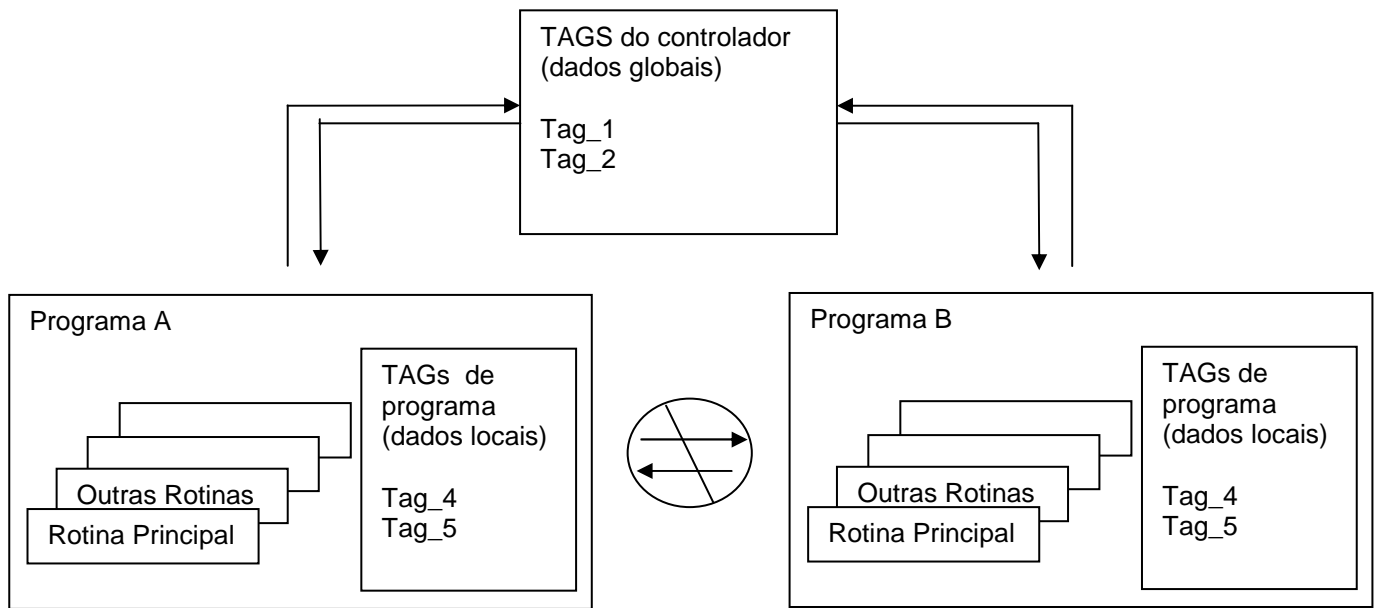 TAGS do controlador
(dados globais)
Tag_1
Tag_2
Programa A
TAGs de
programa
(dados locais)
Tag_4
Tag_5
Outras Rotinas
Rotina Principal
Programa B
TAGs de
programa
(dados locais)
Tag_4
Tag_5
Outras Rotinas
Rotina Principal